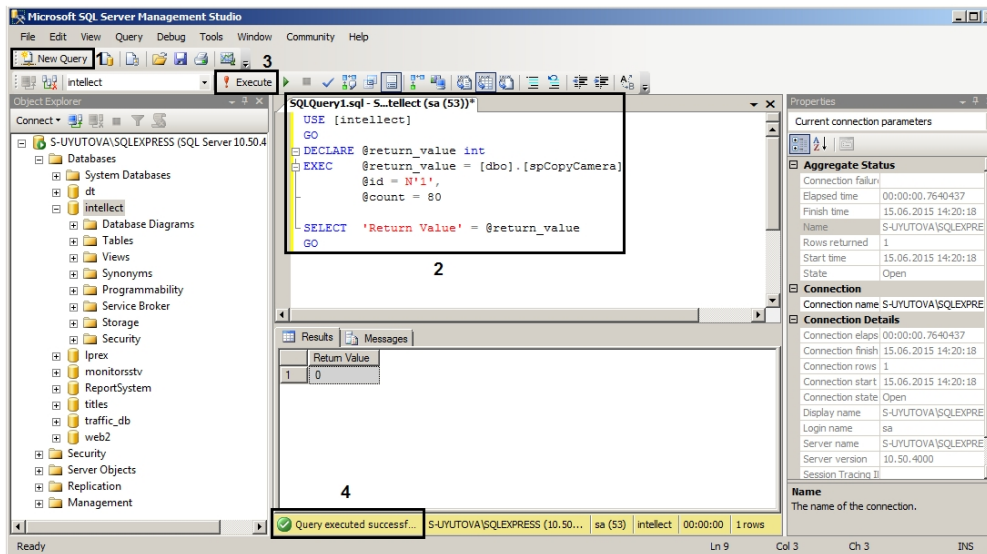 Microsoft SQL Server Management Studio
File Edit View Query Debug Tools Window Community Help
New Query 1
3
intellect
Execute
Object Explorer
Connect
S-UYUTOVA\SQLEXPRESS (SQL Server 10.50.4
Databases
System Databases
dt
intellect
Database Diagrams
Tables
Views
Synonyms
Programmability
Service Broker
Storage
Security
lprex
monitorsstv
ReportSystem
titles
traffic_db
web2
Security
Server Objects
Replication
Management
SQLQuery1.sql - S...tellect (sa (53))*
USE [intellect]
GO
DECLARE @return_value int
EXEC @return_value = [dbo].[spCopyCamera]
@id = N'1',
@count = 80
SELECT 'Return Value' = @return_value
GO
2
Results Messages
Return Value
1 0
4
Query executed successf... S-UYUTOVA\SQLEXPRESS (10.50... sa (53) intellect 00:00:00 1 rows
Properties
Current connection parameters
Aggregate Status
Connection failure
Elapsed time 00:00:00.7640437
Finish time 15.06.2015 14:20:18
Name S-UYUTOVA\SQLEXPRE
Rows returned 1
Start time 15.06.2015 14:20:18
State Open
Connection
Connection name S-UYUTOVA\SQLEXPRE
Connection Details
Connection elaps 00:00:00.7640437
Connection finish 15.06.2015 14:20:18
Connection rows 1
Connection start 15.06.2015 14:20:18
Connection state Open
Display name S-UYUTOVA\SQLEXPRE
Login name sa
Server name S-UYUTOVA\SQLEXPRE
Server version 10.50.4000
Session Tracing II
Name
The name of the connection.
Ready Ln 9 Col 3 Ch 3 INS